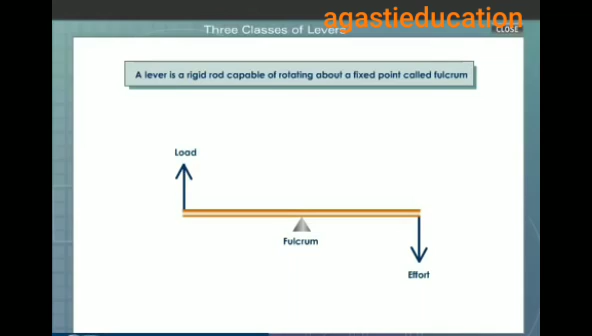 agastieducation
Three Classes of Levers
CLOSE
A lever is a rigid rod capable of rotating about a fixed point called fulcrum
Load
Fulcrum
Effort